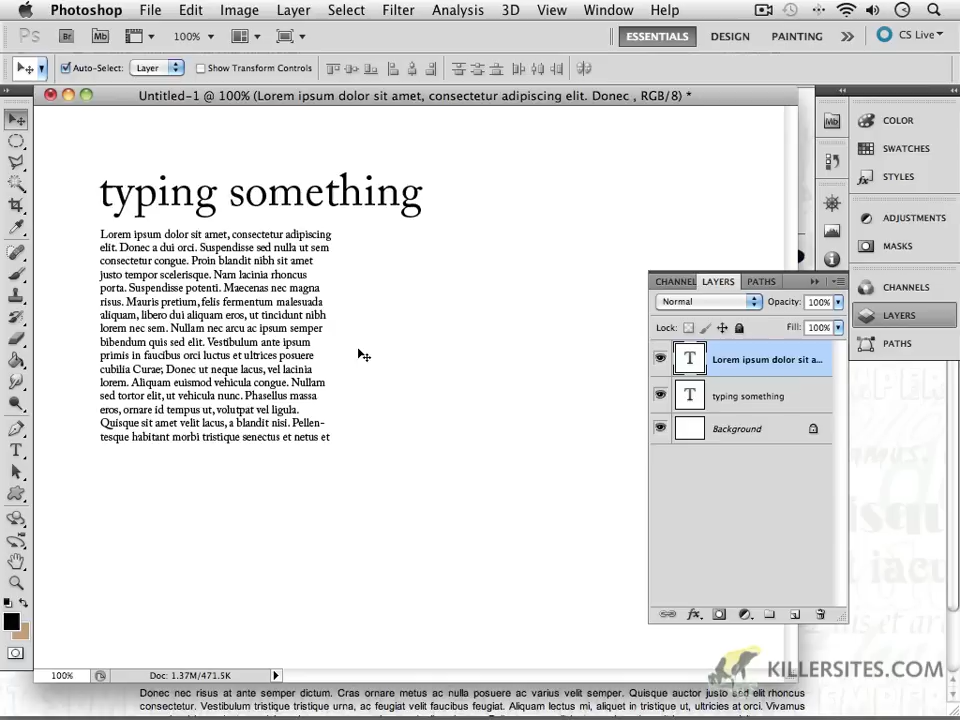 Photoshop File Edit Image Layer Select Filter Analysis 3D View Window Help
Ps Br Mb 100% ESSENTIALS DESIGN PAINTING CS Live
Auto-Select: Layer Show Transform Controls
Untitled-1 @ 100% (Lorem ipsum dolor sit amet, consectetur adipiscing elit. Donec , RGB/8) *
typing something
Lorem ipsum dolor sit amet, consectetur adipiscing
elit. Donec a dui orci. Suspendisse sed nulla ut sem
consectetur congue. Proin blandit nibh sit amet
justo tempor scelerisque. Nam lacinia rhoncus
porta. Suspendisse potenti. Maecenas nec magna
risus. Mauris pretium, felis fermentum malesuada
aliquam, libero dui aliquam eros, ut tincidunt nibh
lorem nec sem. Nullam nec arcu ac ipsum semper
bibendum quis sed elit. Vestibulum ante ipsum
primis in faucibus orci luctus et ultrices posuere
cubilia Curae; Donec ut neque lacus, vel lacinia
lorem. Aliquam euismod vehicula congue. Nullam
sed tortor elit, ut vehicula nunc. Phasellus massa
eros, ornare id tempus ut, volutpat vel ligula.
Quisque sit amet velit lacus, a blandit nisi. Pellen-
tesque habitant morbi tristique senectus et netus et
Mb
COLOR
SWATCHES
STYLES
ADJUSTMENTS
MASKS
CHANNELS
LAYERS
PATHS
CHANNEL LAYERS PATHS
Normal Opacity: 100%
Lock: Fill: 100%
T Lorem ipsum dolor sit a...
T typing something
Background
100% Doc: 1.37M/471.5K
KILLERSITES.COM
Donec nec risus at ante semper dictum. Cras ornare metus ac nulla posuere ac varius velit semper. Quisque auctor justo sed elit
consectetur. Vestibulum tristique tristique urna, ac feugiat velit faucibus feugiat. Aliquam lectus mi, aliquet in tristique ut, ultricies at orci. Vivamus